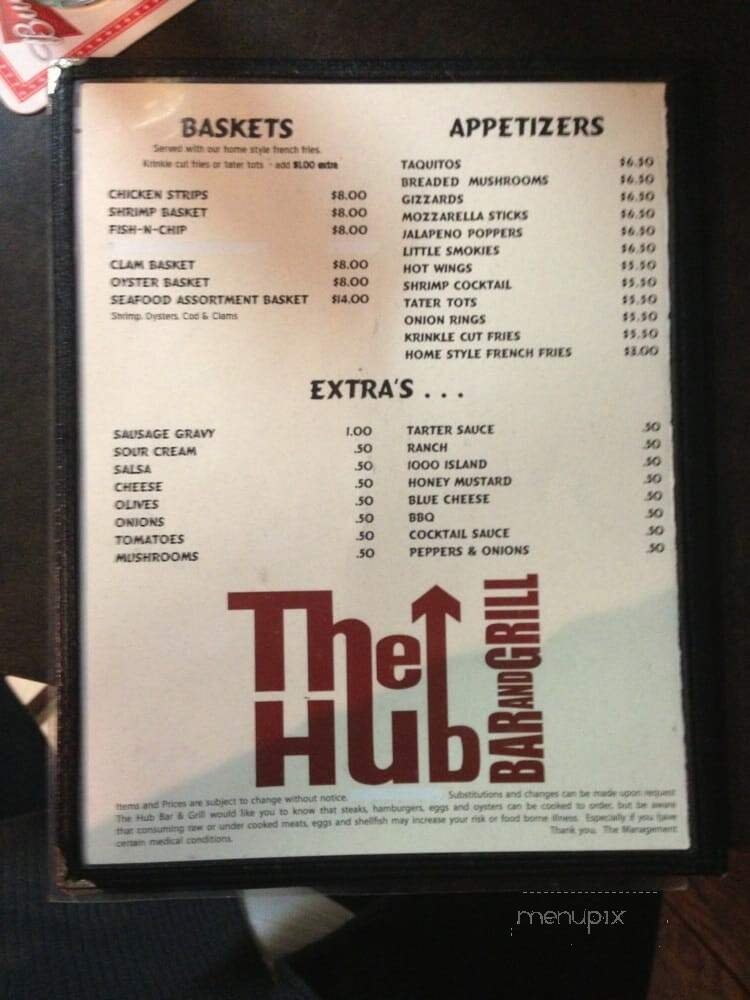 BASKETS
Served with our home style french fries.
Krinkle cut fries or tater tots - add $1.00 extra
CHICKEN STRIPS $8.00
SHRIMP BASKET $8.00
FISH-N-CHIP $8.00
CLAM BASKET $8.00
OYSTER BASKET $8.00
SEAFOOD ASSORTMENT BASKET $14.00
Shrimp, Oysters, Cod & Clams
APPETIZERS
TAQUITOS $6.50
BREADED MUSHROOMS $6.50
GIZZARDS $6.50
MOZZARELLA STICKS $6.50
JALAPENO POPPERS $6.50
LITTLE SMOKIES $6.50
HOT WINGS $5.50
SHRIMP COCKTAIL $5.50
TATER TOTS $5.50
ONION RINGS $5.50
KRINKLE CUT FRIES $5.50
HOME STYLE FRENCH FRIES $3.00
EXTRA'S . . .
SAUSAGE GRAVY 1.00
SOUR CREAM .50
SALSA .50
CHEESE .50
OLIVES .50
ONIONS .50
TOMATOES .50
MUSHROOMS .50
TARTER SAUCE .50
RANCH .50
1000 ISLAND .50
HONEY MUSTARD .50
BLUE CHEESE .50
BBQ .50
COCKTAIL SAUCE .50
PEPPERS & ONIONS .50
The
Hub
BAR AND GRILL
Items and Prices are subject to change without notice. Substitutions and changes can be made upon request
The Hub Bar & Grill would like you to know that steaks, hamburgers, eggs and oysters can be cooked to order, but be aware
that consuming raw or under cooked meats, eggs and shellfish may increase your risk or food borne illness. Especially if you have
certain medical conditions. Thank you, The Management
menupix